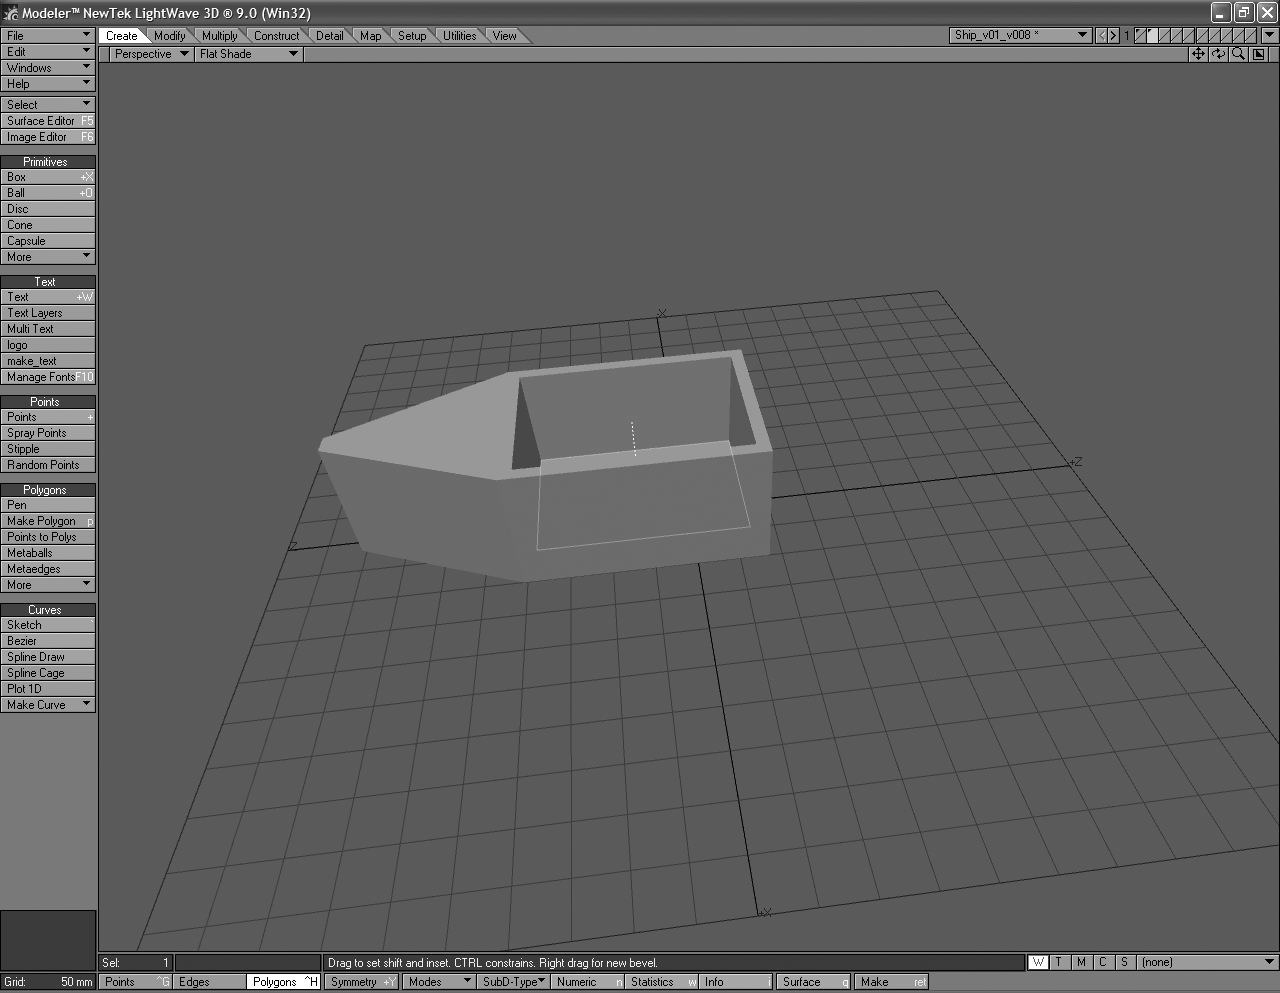 Modeler™ NewTek LightWave 3D ® 9.0 (Win32)
File
Edit
Windows
Help
Select
Surface Editor F5
Image Editor F6
Primitives
Box +X
Ball +O
Disc
Cone
Capsule
More
Text
Text +W
Text Layers
Multi Text
logo
make_text
Manage Fonts F10
Points
Points +
Spray Points
Stipple
Random Points
Polygons
Pen
Make Polygon p
Points to Polys
Metaballs
Metaedges
More
Curves
Sketch `
Bezier
Spline Draw
Spline Cage
Plot 1D
Make Curve
Create Modify Multiply Construct Detail Map Setup Utilities View
Ship_v01_v008 * 1
Perspective Flat Shade
-X
+Z
-Z
+X
Sel: 1
Drag to set shift and inset. CTRL constrains. Right drag for new bevel.
W T M C S (none)
Grid: 50 mm
Points ^G Edges Polygons ^H Symmetry +Y Modes SubD-Type Numeric n Statistics w Info i Surface q Make ret